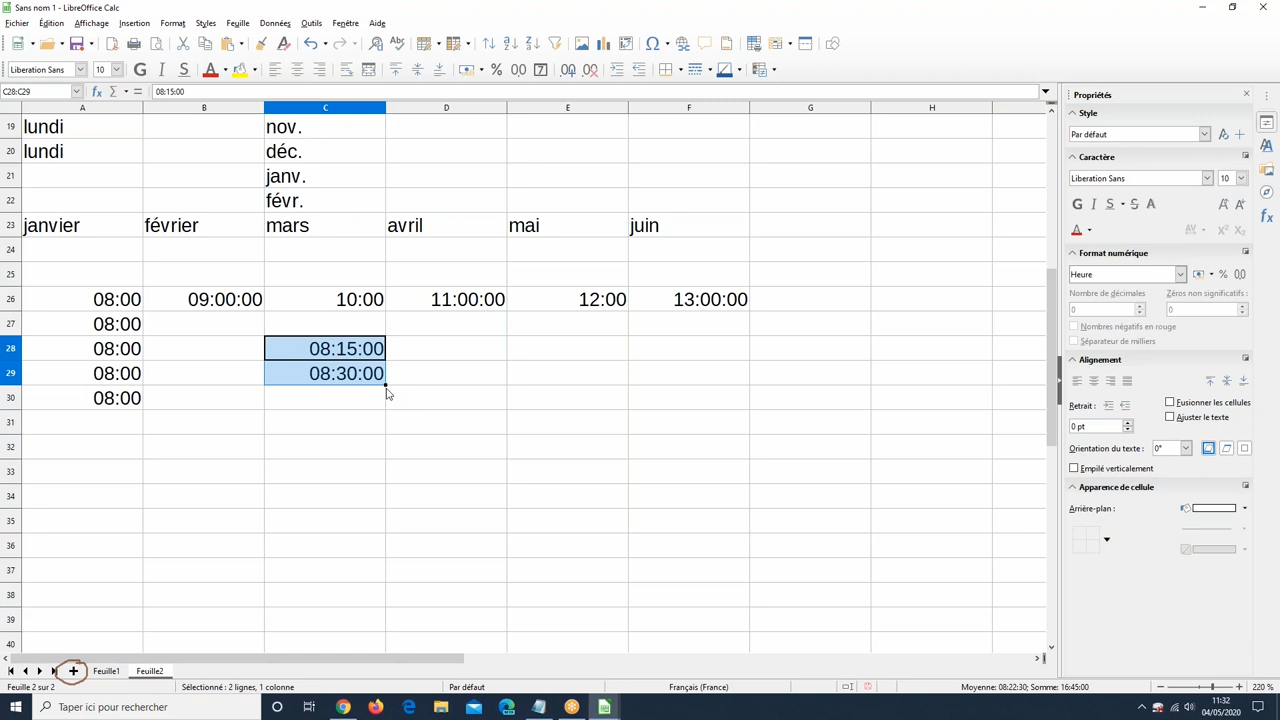 Sans nom 1 - LibreOffice Calc
Fichier Édition Affichage Insertion Format Styles Feuille Données Outils Fenêtre Aide
Liberation Sans 10 G I S
C28:C29 08:15:00
A B C D E F G H
19 lundi nov.
20 lundi déc.
21 janv.
22 févr.
23 janvier février mars avril mai juin
24
25
26 08:00 09:00:00 10:00 11:00:00 12:00 13:00:00
27 08:00
28 08:00 08:15:00
29 08:00 08:30:00
30 08:00
31
32
33
34
35
36
37
38
39
40
Feuille1 Feuille2
Feuille 2 sur 2 Sélectionné : 2 lignes, 1 colonne Par défaut Français (France) Moyenne: 08:22:30; Somme: 16:45:00 220 %
Propriétés
Style
Par défaut
Caractère
Liberation Sans 10
G I S S A
Format numérique
Heure
Nombre de décimales Zéros non significatifs :
0 0
Nombres négatifs en rouge
Séparateur de milliers
Alignement
Retrait : Fusionner les cellules
0 pt Ajuster le texte
Orientation du texte : 0°
Empilé verticalement
Apparence de cellule
Arrière-plan :
Taper ici pour rechercher
11:32
04/05/2020